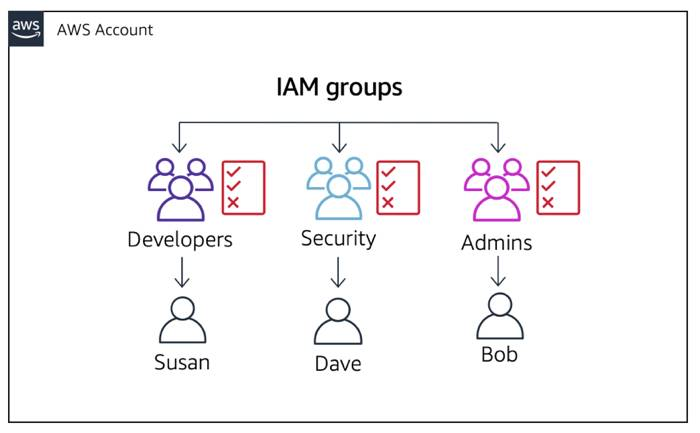 aws
AWS Account
IAM groups
Developers
Security
Admins
Susan
Dave
Bob